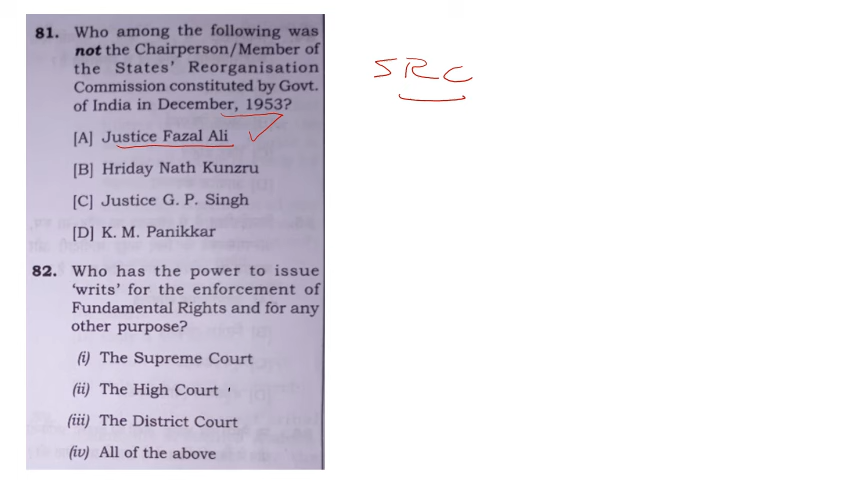 81. Who among the following was
not the Chairperson/Member of
the States' Reorganisation
Commission constituted by Govt.
of India in December, 1953?
[A] Justice Fazal Ali
[B] Hriday Nath Kunzru
[C] Justice G. P. Singh
[D] K. M. Panikkar
82. Who has the power to issue
'writs' for the enforcement of
Fundamental Rights and for any
other purpose?
(i) The Supreme Court
(ii) The High Court
(iii) The District Court
(iv) All of the above
SRC